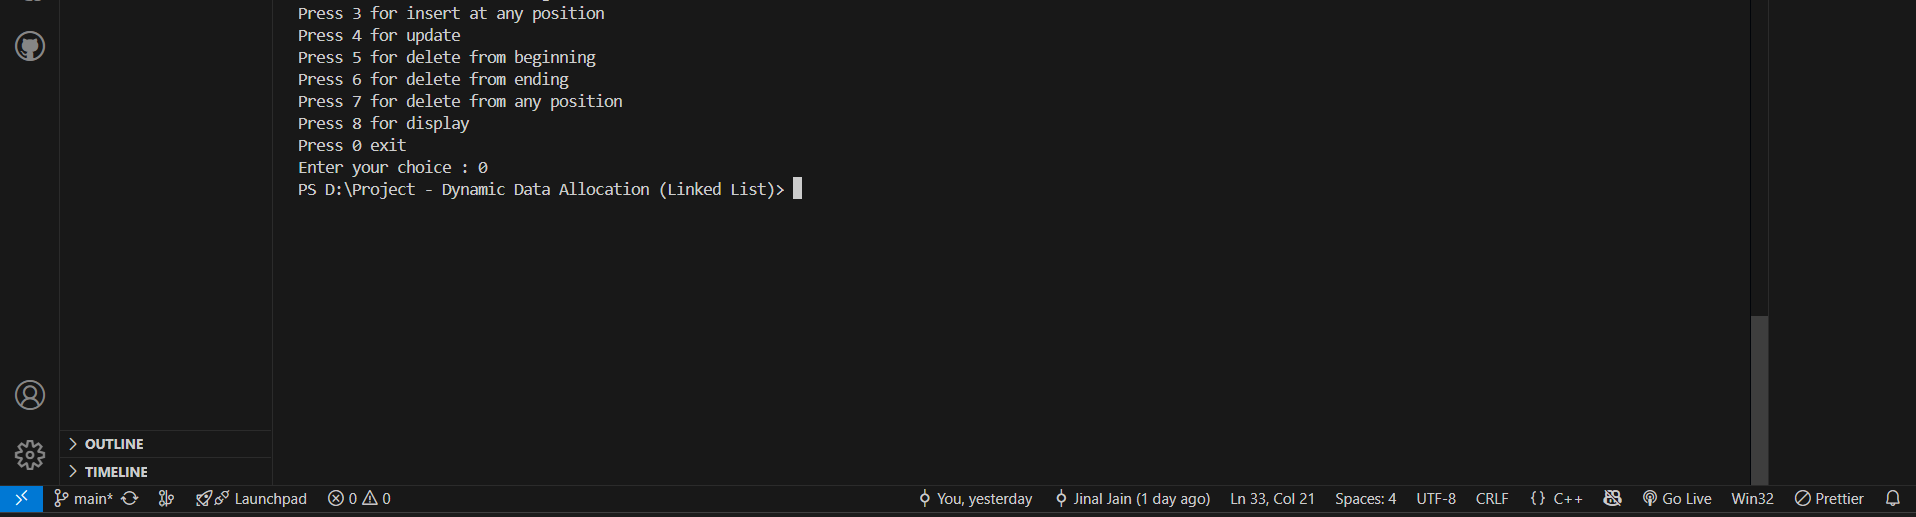 Press 3 for insert at any position
Press 4 for update
Press 5 for delete from beginning
Press 6 for delete from ending
Press 7 for delete from any position
Press 8 for display
Press 0 exit
Enter your choice : 0
PS D:\Project - Dynamic Data Allocation (Linked List)>
OUTLINE
TIMELINE
main* Launchpad 0 0 You, yesterday Jinal Jain (1 day ago) Ln 33, Col 21 Spaces: 4 UTF-8 CRLF {} C++ Go Live Win32 Prettier